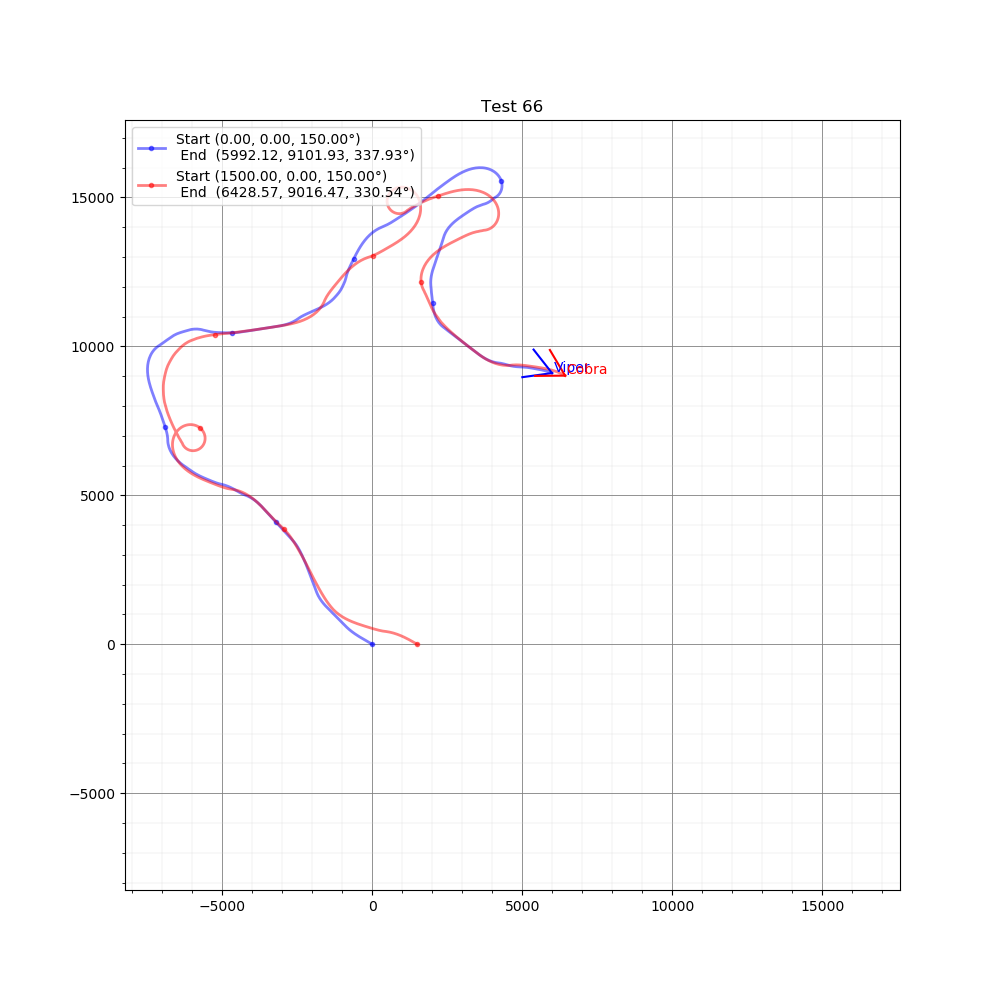 Test 66
Start (0.00, 0.00, 150.00°)
End (5992.12, 9101.93, 337.93°)
Start (1500.00, 0.00, 150.00°)
End (6428.57, 9016.47, 330.54°)
15000
10000
5000
0
−5000
Viper
Cobra
−5000
0
5000
10000
15000